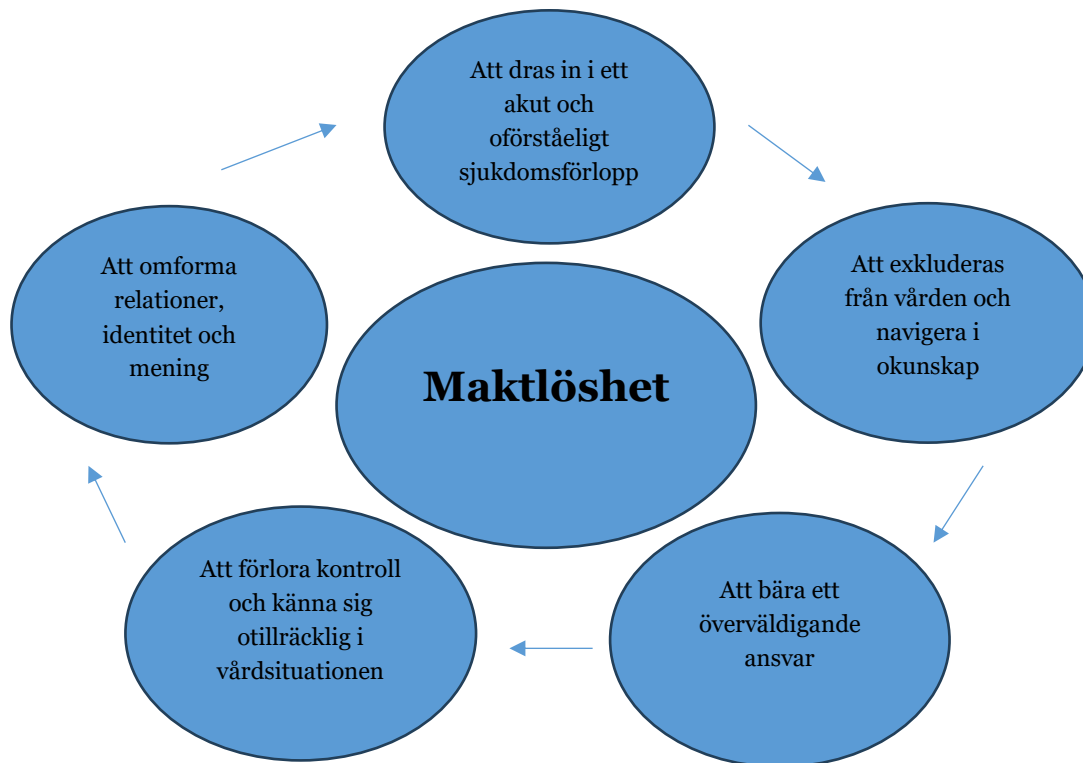 Att dras in i ett
akut och
oförståeligt
sjukdomsförlopp
Att exkluderas
från vården och
navigera i
okunskap
Att bära ett
överväldigande
ansvar
Att förlora kontroll
och känna sig
otillräcklig i
vårdsituationen
Att omforma
relationer,
identitet och
mening
Maktlöshet